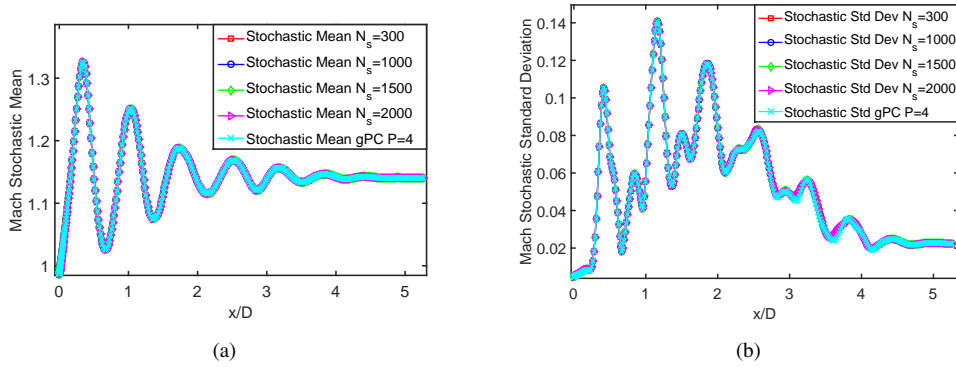 Mach Stochastic Mean
1.3
1.2
1.1
1
0
1
2
3
4
5
x/D
Stochastic Mean N_s=300
Stochastic Mean N_s=1000
Stochastic Mean N_s=1500
Stochastic Mean N_s=2000
Stochastic Mean gPC P=4
(a)
Mach Stochastic Standard Deviation
0.14
0.12
0.10
0.08
0.06
0.04
0.02
0
1
2
3
4
5
x/D
Stochastic Std Dev N_s=300
Stochastic Std Dev N_s=1000
Stochastic Std Dev N_s=1500
Stochastic Std Dev N_s=2000
Stochastic Std gPC P=4
(b)